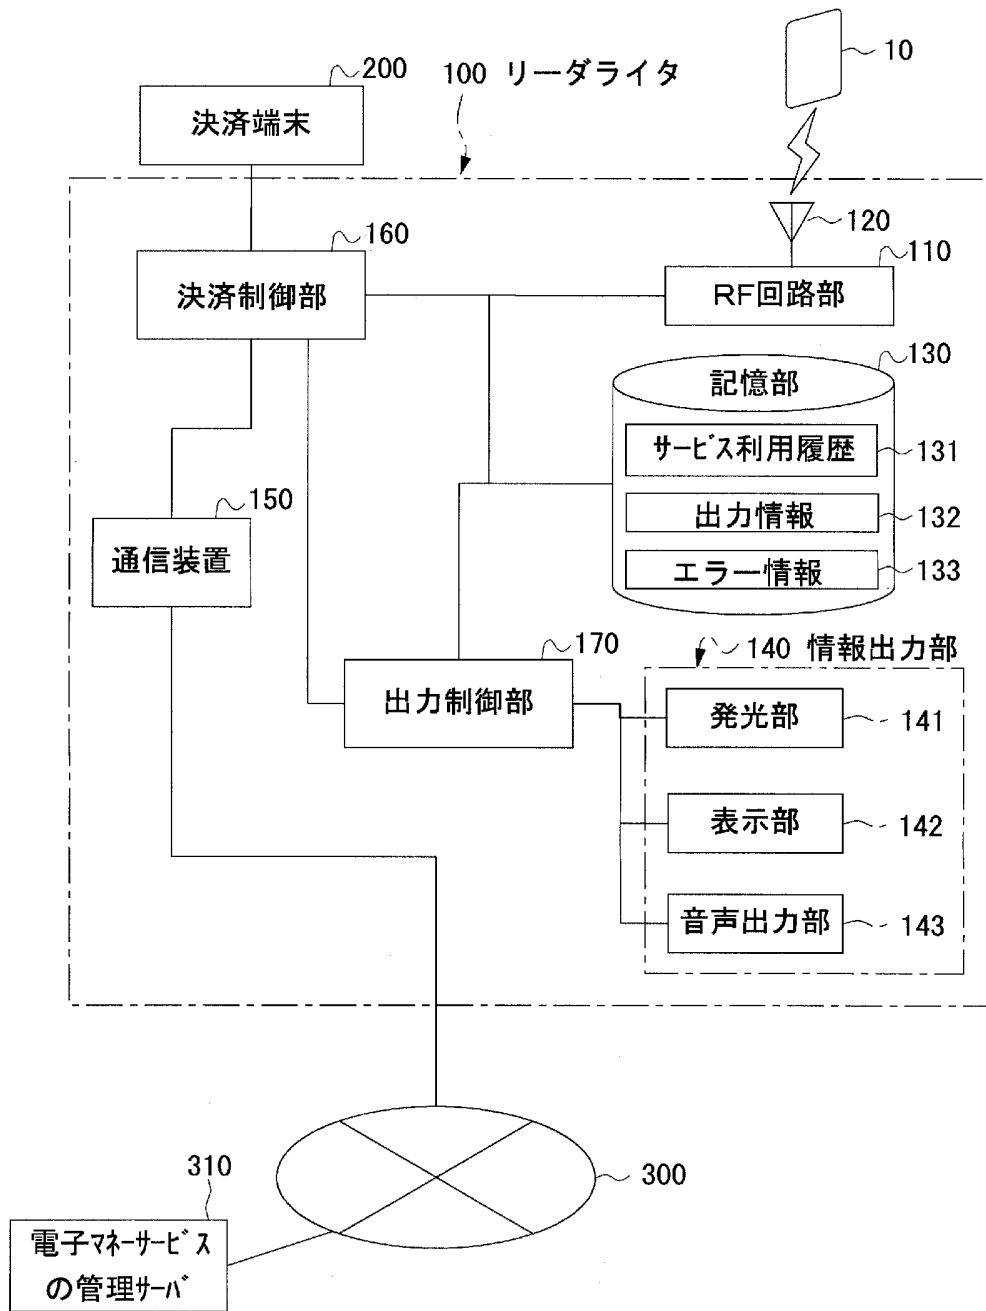 10
200
100 リーダライタ
決済端末
120
160
110
決済制御部
RF回路部
130
記憶部
サービス利用履歴
131
150
出力情報
132
通信装置
エラー情報
133
170
140 情報出力部
出力制御部
発光部
141
表示部
142
音声出力部
143
310
300
電子マネーサービス
の管理サーバ